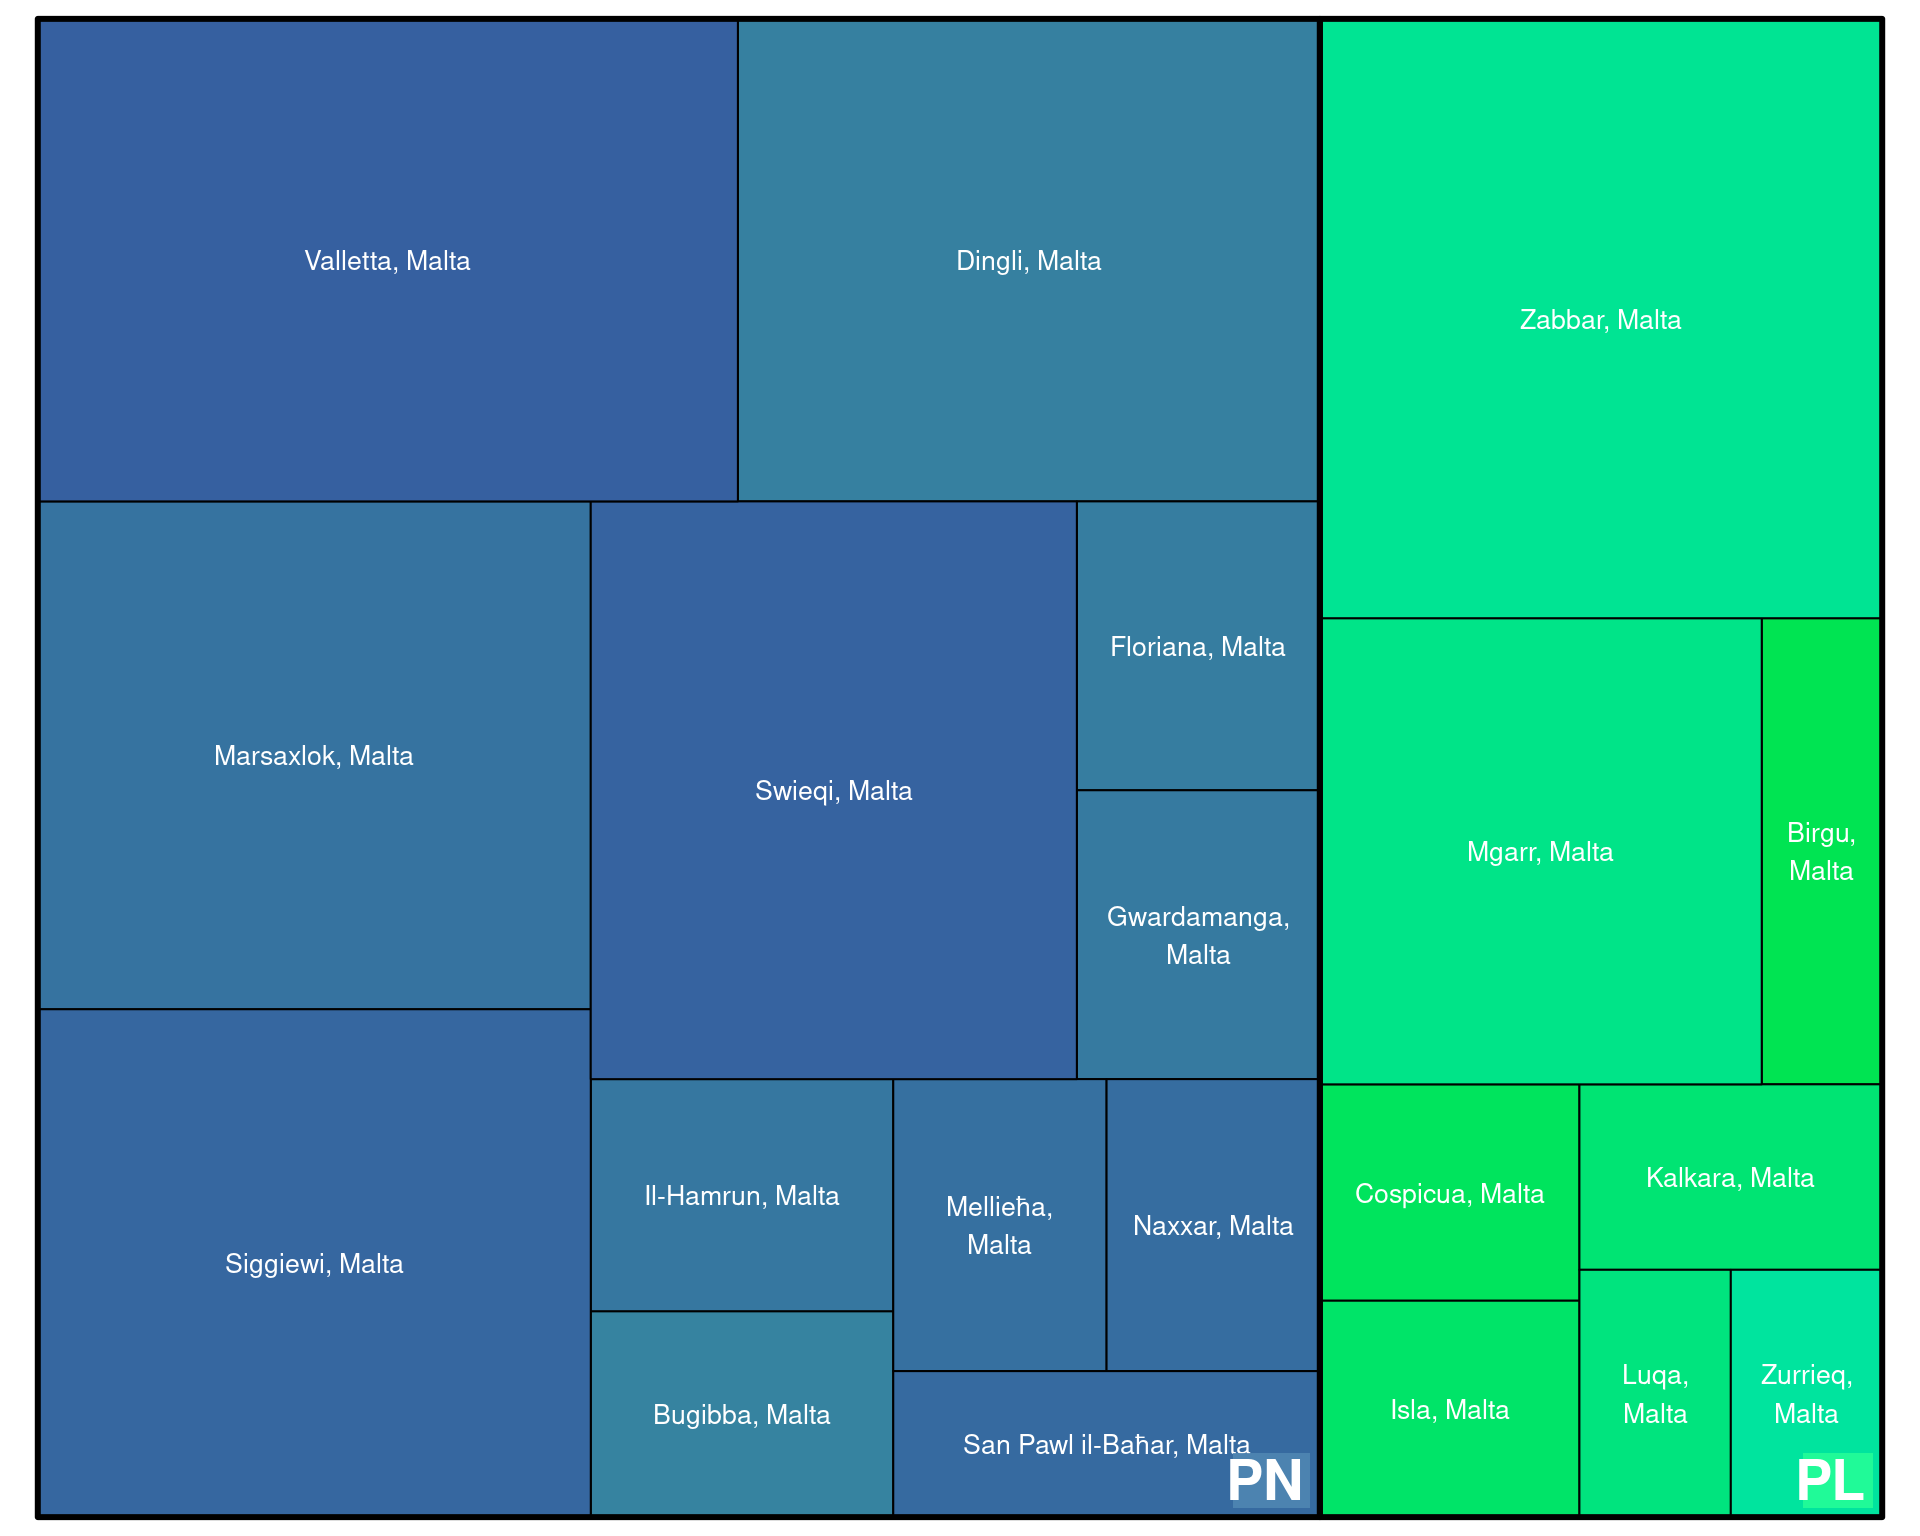 Valletta, Malta
Dingli, Malta
Zabbar, Malta
Marsaxlok, Malta
Swieqi, Malta
Floriana, Malta
Gwardamanga,
Malta
Mgarr, Malta
Birgu,
Malta
Siggiewi, Malta
Il-Hamrun, Malta
Bugibba, Malta
Mellieħa,
Malta
Naxxar, Malta
San Pawl il-Baħar, Malta
PN
Cospicua, Malta
Kalkara, Malta
Isla, Malta
Luqa,
Malta
Zurrieq,
Malta
PL